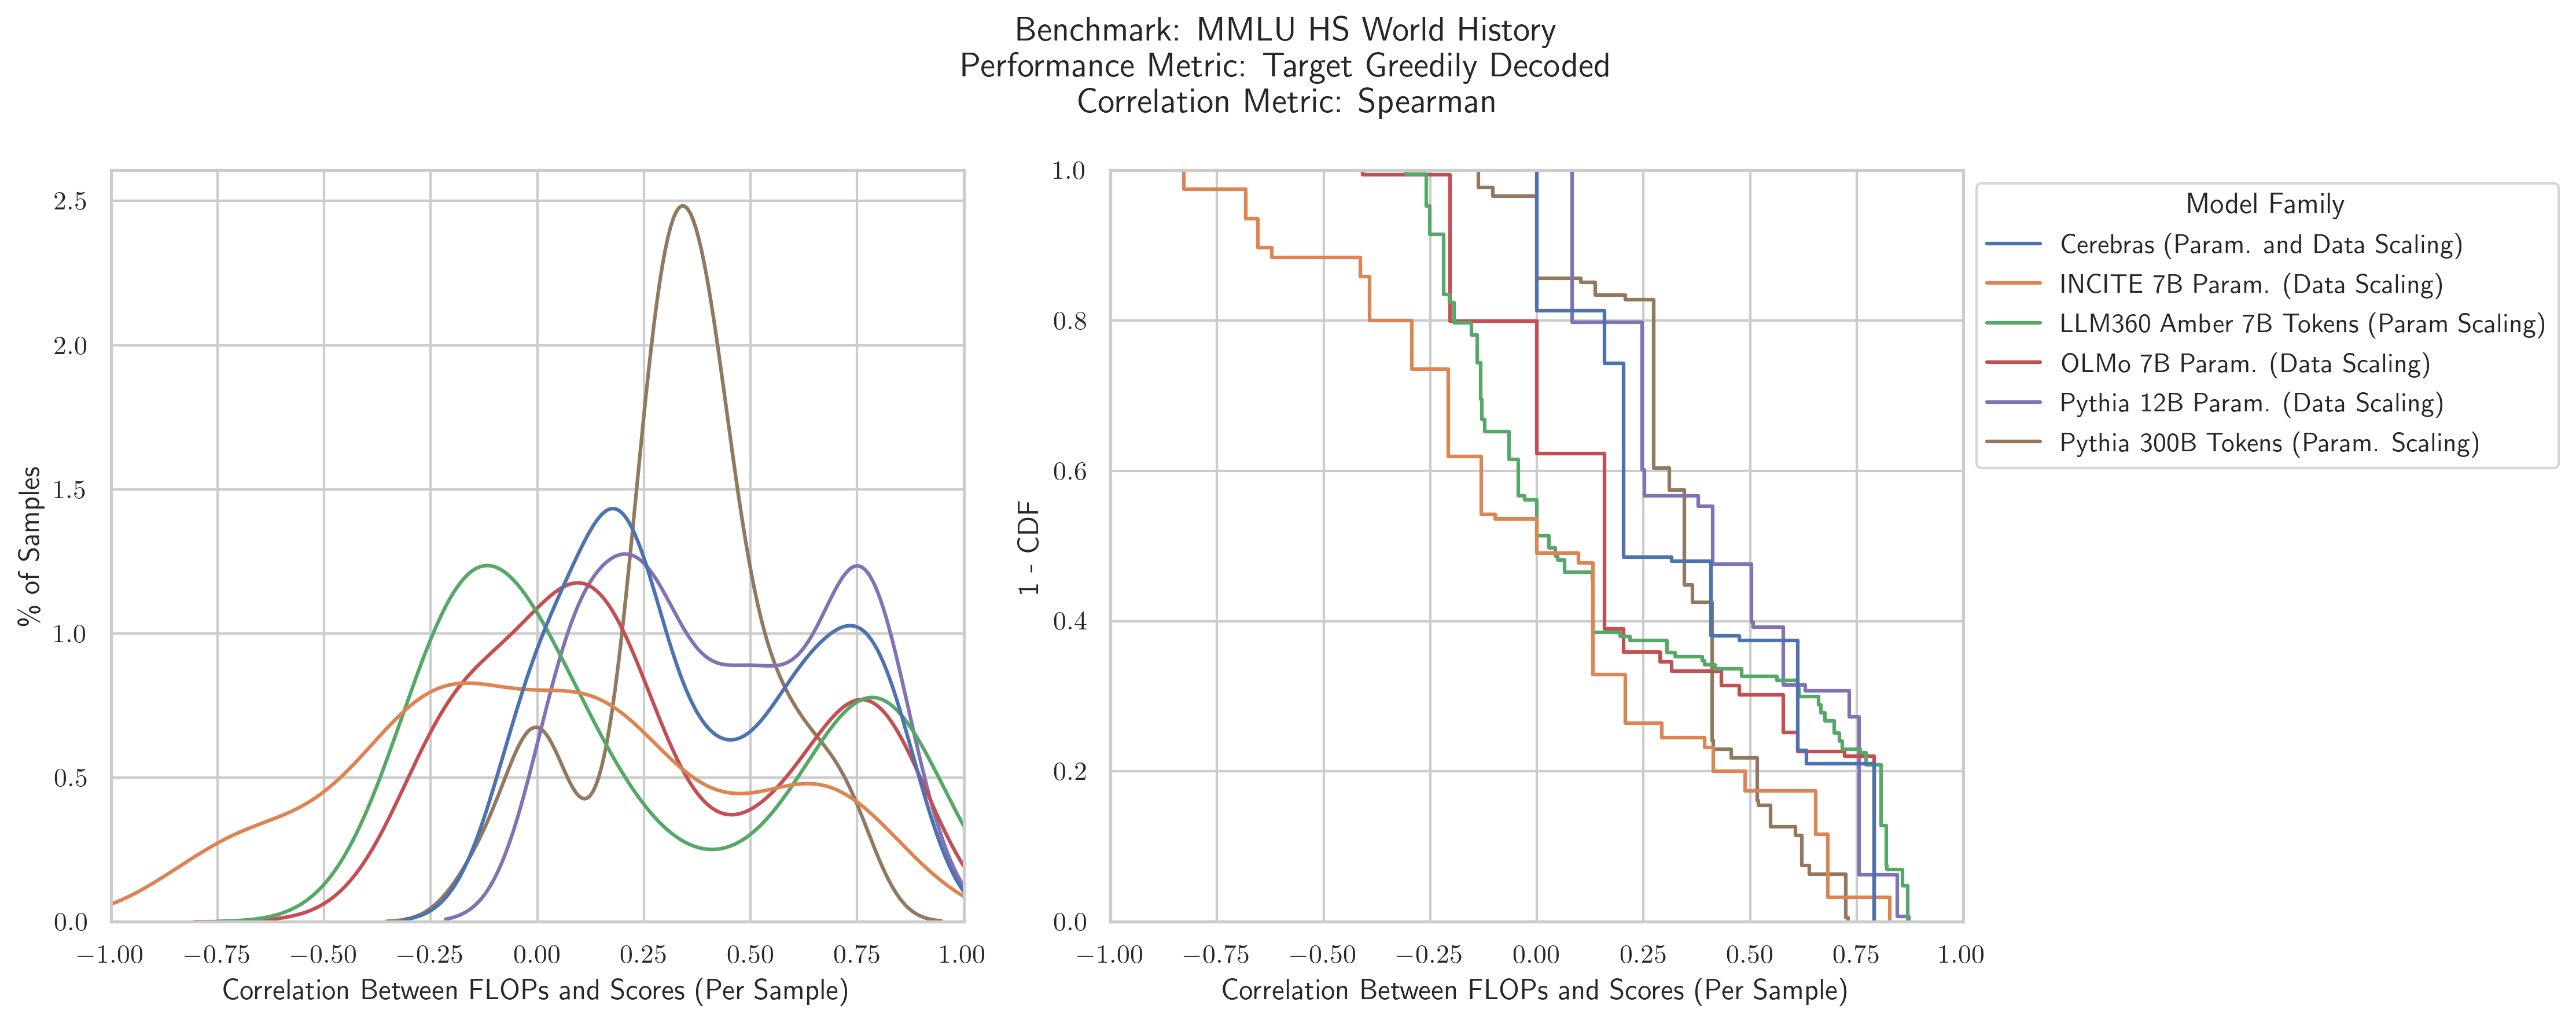 Benchmark: MMLU HS World History
Performance Metric: Target Greedily Decoded
Correlation Metric: Spearman
% of Samples
2.5
2.0
1.5
1.0
0.5
0.0
−1.00 −0.75 −0.50 −0.25 0.00 0.25 0.50 0.75 1.00
Correlation Between FLOPs and Scores (Per Sample)
1 - CDF
1.0
0.8
0.6
0.4
0.2
0.0
−1.00 −0.75 −0.50 −0.25 0.00 0.25 0.50 0.75 1.00
Correlation Between FLOPs and Scores (Per Sample)
Model Family
Cerebras (Param. and Data Scaling)
INCITE 7B Param. (Data Scaling)
LLM360 Amber 7B Tokens (Param Scaling)
OLMo 7B Param. (Data Scaling)
Pythia 12B Param. (Data Scaling)
Pythia 300B Tokens (Param. Scaling)